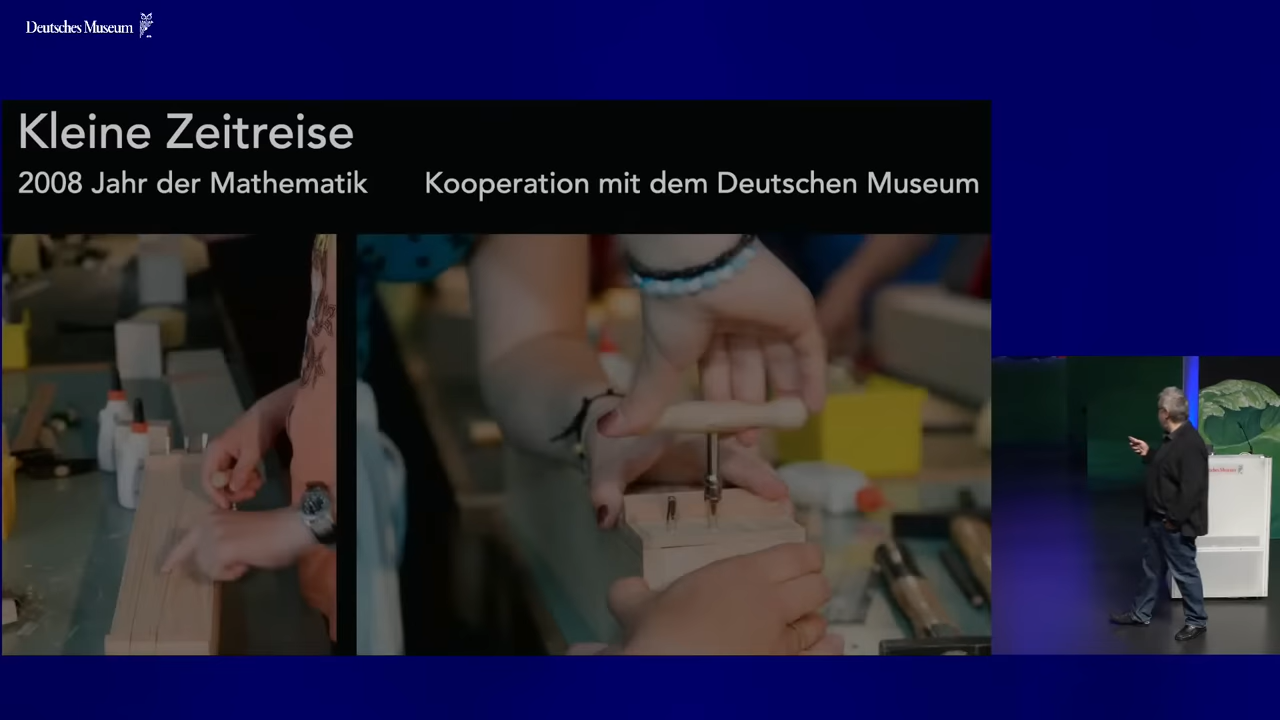 Deutsches Museum
Kleine Zeitreise
2008 Jahr der Mathematik
Kooperation mit dem Deutschen Museum